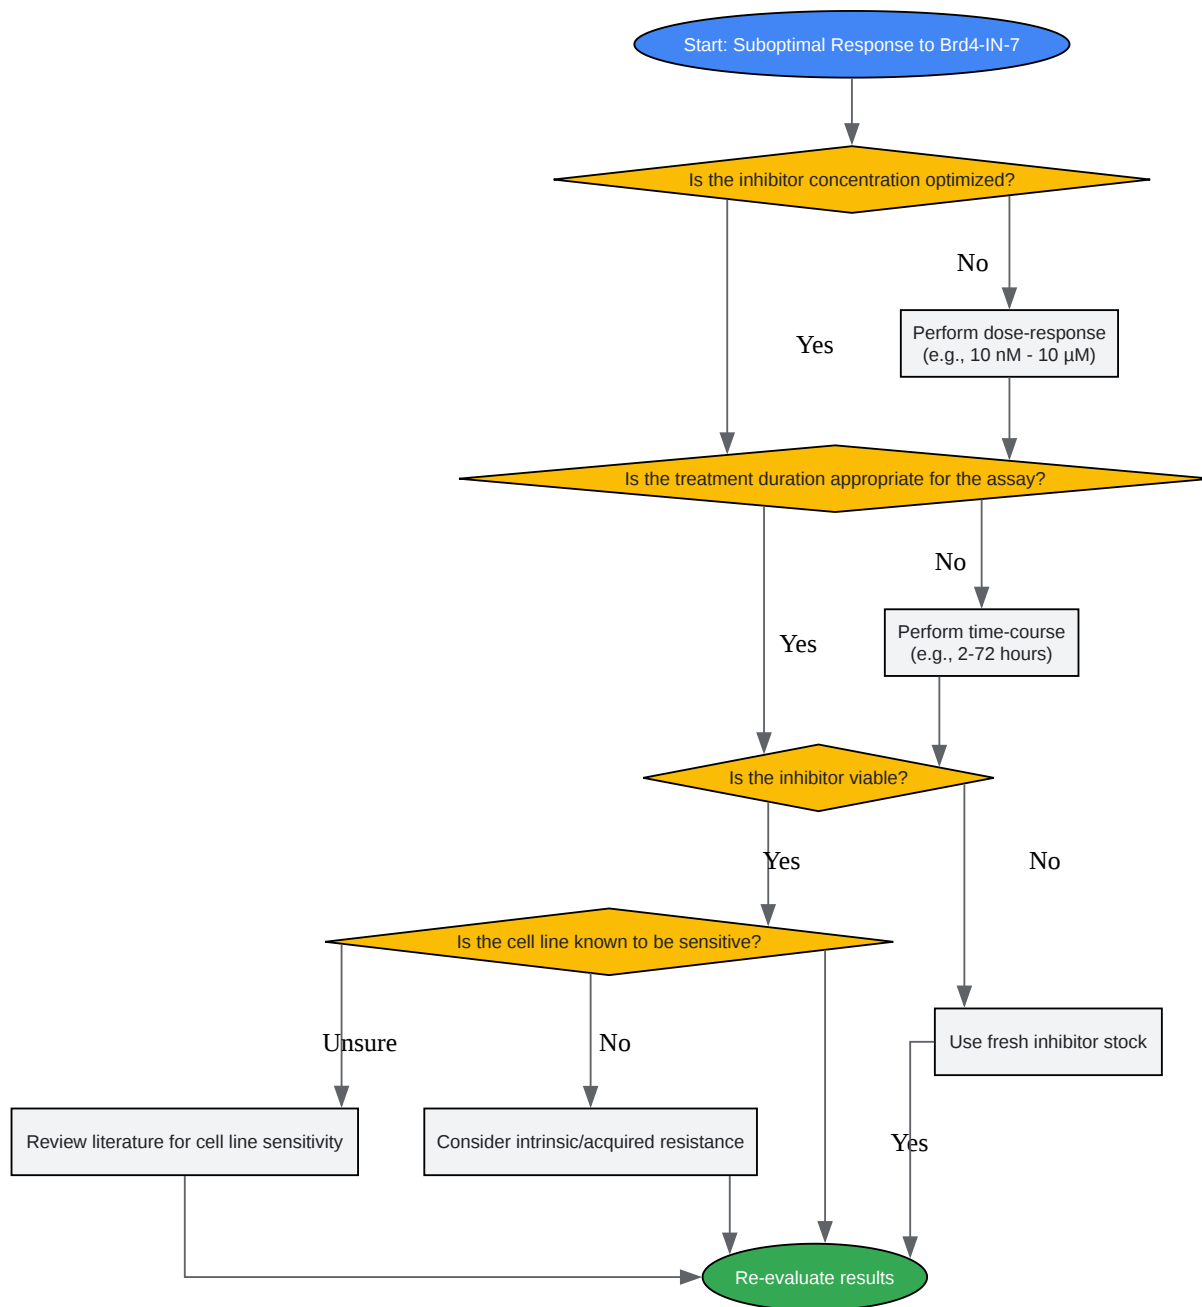 Start: Suboptimal Response to Brd4-IN-7
Is the inhibitor concentration optimized?
No
Perform dose-response
(e.g., 10 nM - 10 µM)
Yes
Is the treatment duration appropriate for the assay?
No
Perform time-course
(e.g., 2-72 hours)
Yes
Is the inhibitor viable?
Yes
No
Is the cell line known to be sensitive?
Unsure
No
Use fresh inhibitor stock
Review literature for cell line sensitivity
Consider intrinsic/acquired resistance
Yes
Re-evaluate results